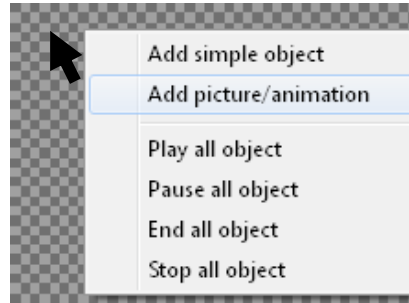 Add simple object
Add picture/animation
Play all object
Pause all object
End all object
Stop all object